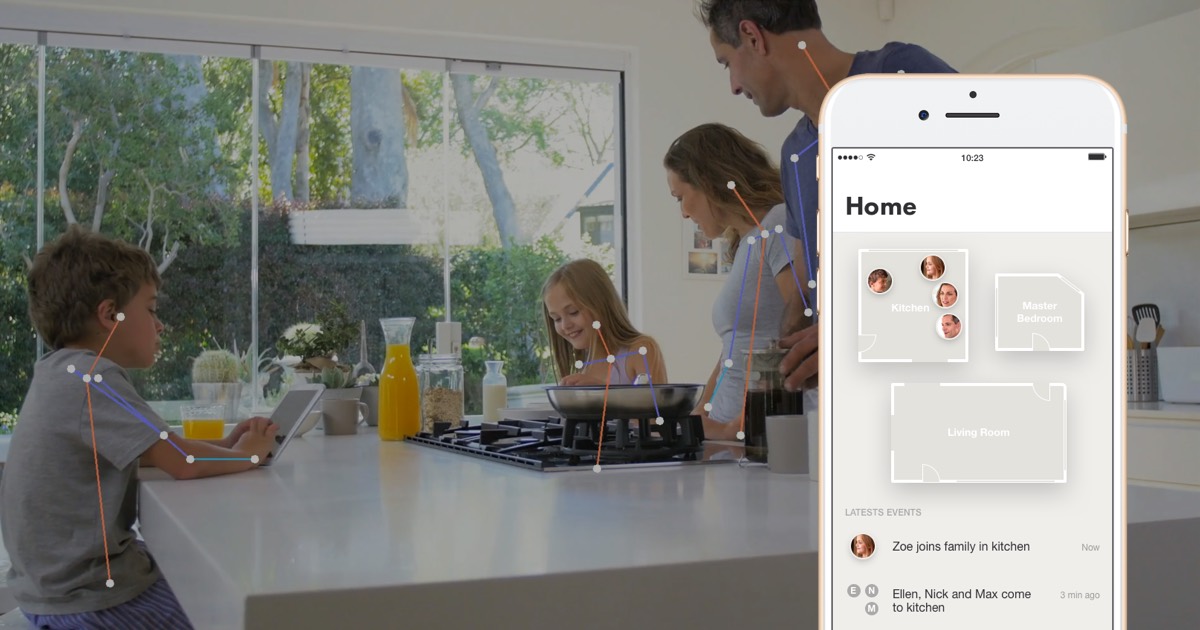 10:23
Home
Kitchen
Master
Bedroom
Living Room
LATESTS EVENTS
Zoe joins family in kitchen
Now
E N
M
Ellen, Nick and Max come
to kitchen
3 min ago